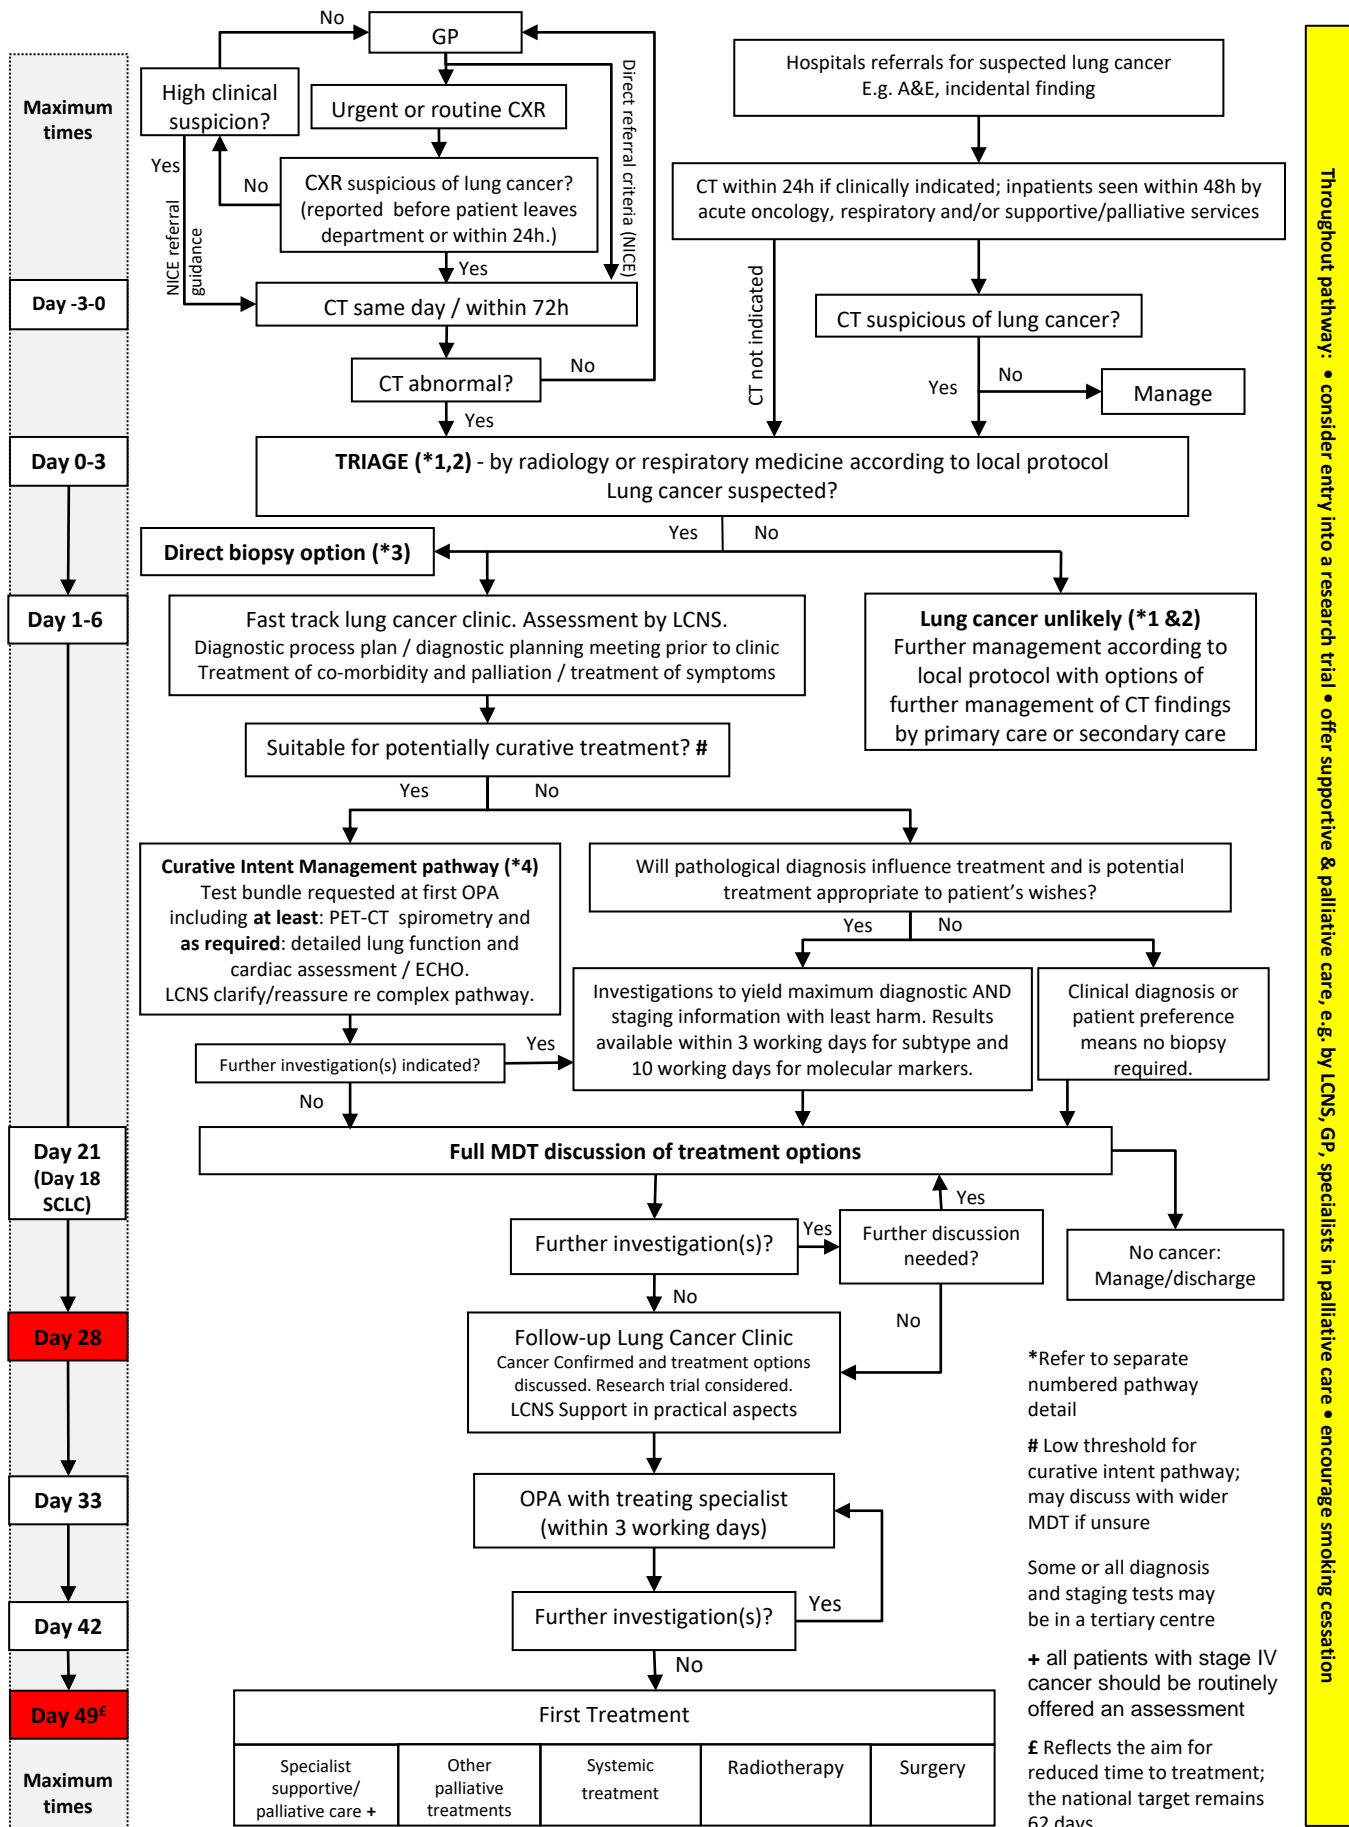 No
GP
High clinical
suspicion?
Urgent or routine CXR
Direct referral criteria (NICE)
Hospitals referrals for suspected lung cancer
E.g. A&E, incidental finding
Maximum
times
Yes
No
NICE referral
guidance
CXR suspicious of lung cancer?
(reported before patient leaves
department or within 24h.)
Yes
CT within 24h if clinically indicated; inpatients seen within 48h by
acute oncology, respiratory and/or supportive/palliative services
Day -3-0
CT same day / within 72h
CT not indicated
CT suspicious of lung cancer?
CT abnormal?
No
Yes
Yes
No
Manage
Day 0-3
TRIAGE (*1,2) - by radiology or respiratory medicine according to local protocol
Lung cancer suspected?
Yes
No
Direct biopsy option (*3)
Day 1-6
Fast track lung cancer clinic. Assessment by LCNS.
Diagnostic process plan / diagnostic planning meeting prior to clinic
Treatment of co-morbidity and palliation / treatment of symptoms
Lung cancer unlikely (*1 &2)
Further management according to
local protocol with options of
further management of CT findings
by primary care or secondary care
Suitable for potentially curative treatment? #
Yes
No
Curative Intent Management pathway (*4)
Test bundle requested at first OPA
including at least: PET-CT spirometry and
as required: detailed lung function and
cardiac assessment / ECHO.
LCNS clarify/reassure re complex pathway.
Will pathological diagnosis influence treatment and is potential
treatment appropriate to patient's wishes?
Yes
No
Investigations to yield maximum diagnostic AND
staging information with least harm. Results
available within 3 working days for subtype and
10 working days for molecular markers.
Clinical diagnosis or
patient preference
means no biopsy
required.
Further investigation(s) indicated?
Yes
No
Day 21
(Day 18
SCLC)
Full MDT discussion of treatment options
Further investigation(s)?
Yes
Further discussion
needed?
Yes
No cancer:
Manage/discharge
No
No
Day 28
Follow-up Lung Cancer Clinic
Cancer Confirmed and treatment options
discussed. Research trial considered.
LCNS Support in practical aspects
*Refer to separate
numbered pathway
detail
# Low threshold for
curative intent pathway;
may discuss with wider
MDT if unsure
Day 33
OPA with treating specialist
(within 3 working days)
Some or all diagnosis
and staging tests may
be in a tertiary centre
Day 42
Further investigation(s)?
Yes
No
+ all patients with stage IV
cancer should be routinely
offered an assessment
Day 49£
First Treatment
£ Reflects the aim for
reduced time to treatment;
the national target remains
62 days
Maximum
times
Specialist
supportive/
palliative care +
Other
palliative
treatments
Systemic
treatment
Radiotherapy
Surgery
Throughout pathway: • consider entry into a research trial • offer supportive & palliative care, e.g. by LCNS, GP, specialists in palliative care • encourage smoking cessation